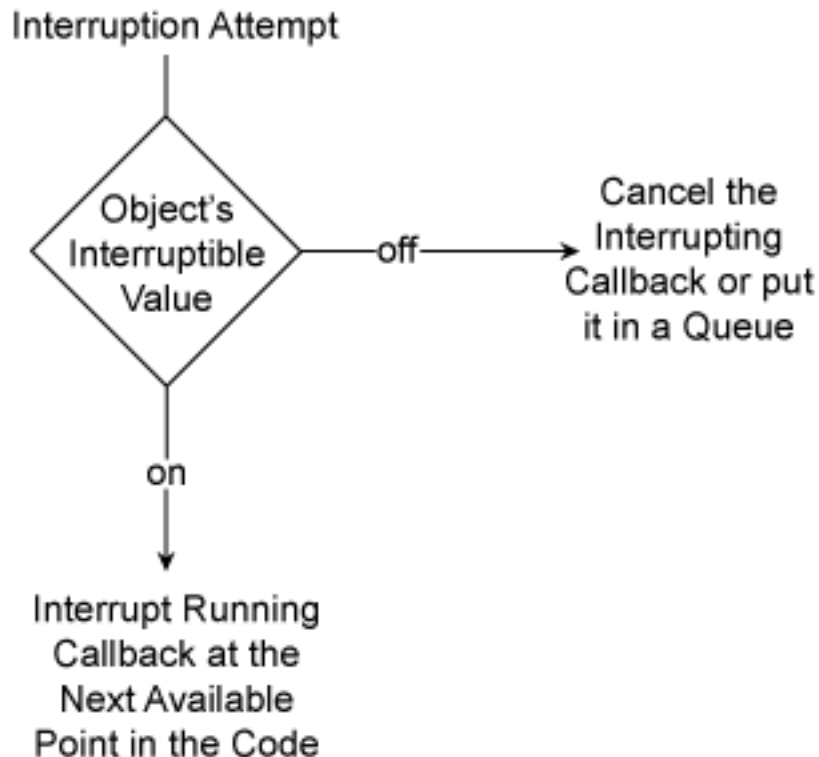 Interruption Attempt
Object's
Interruptible
Value
off
Cancel the
Interrupting
Callback or put
it in a Queue
on
Interrupt Running
Callback at the
Next Available
Point in the Code